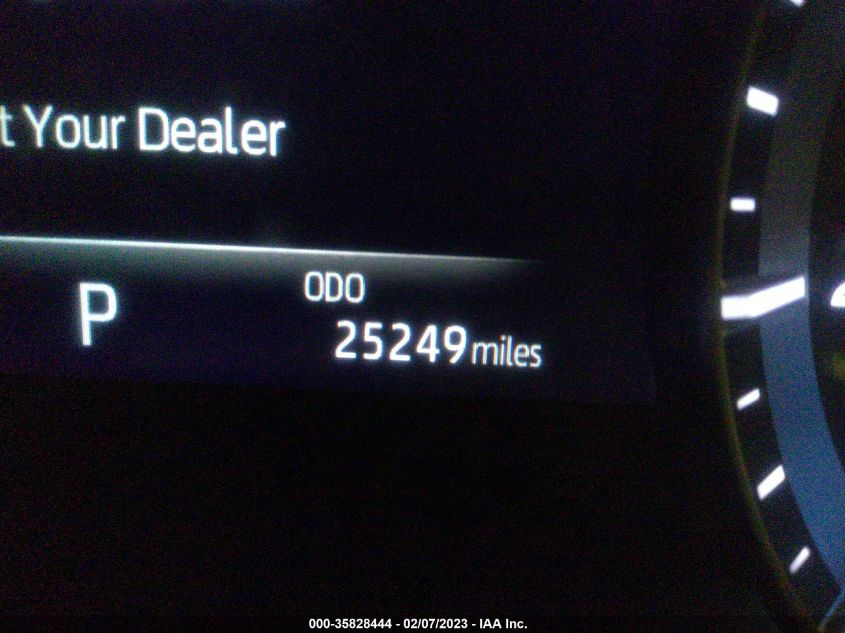 t Your Dealer
ODO
P
25249 miles
000-35828444 - 02/07/2023 - IAA Inc.